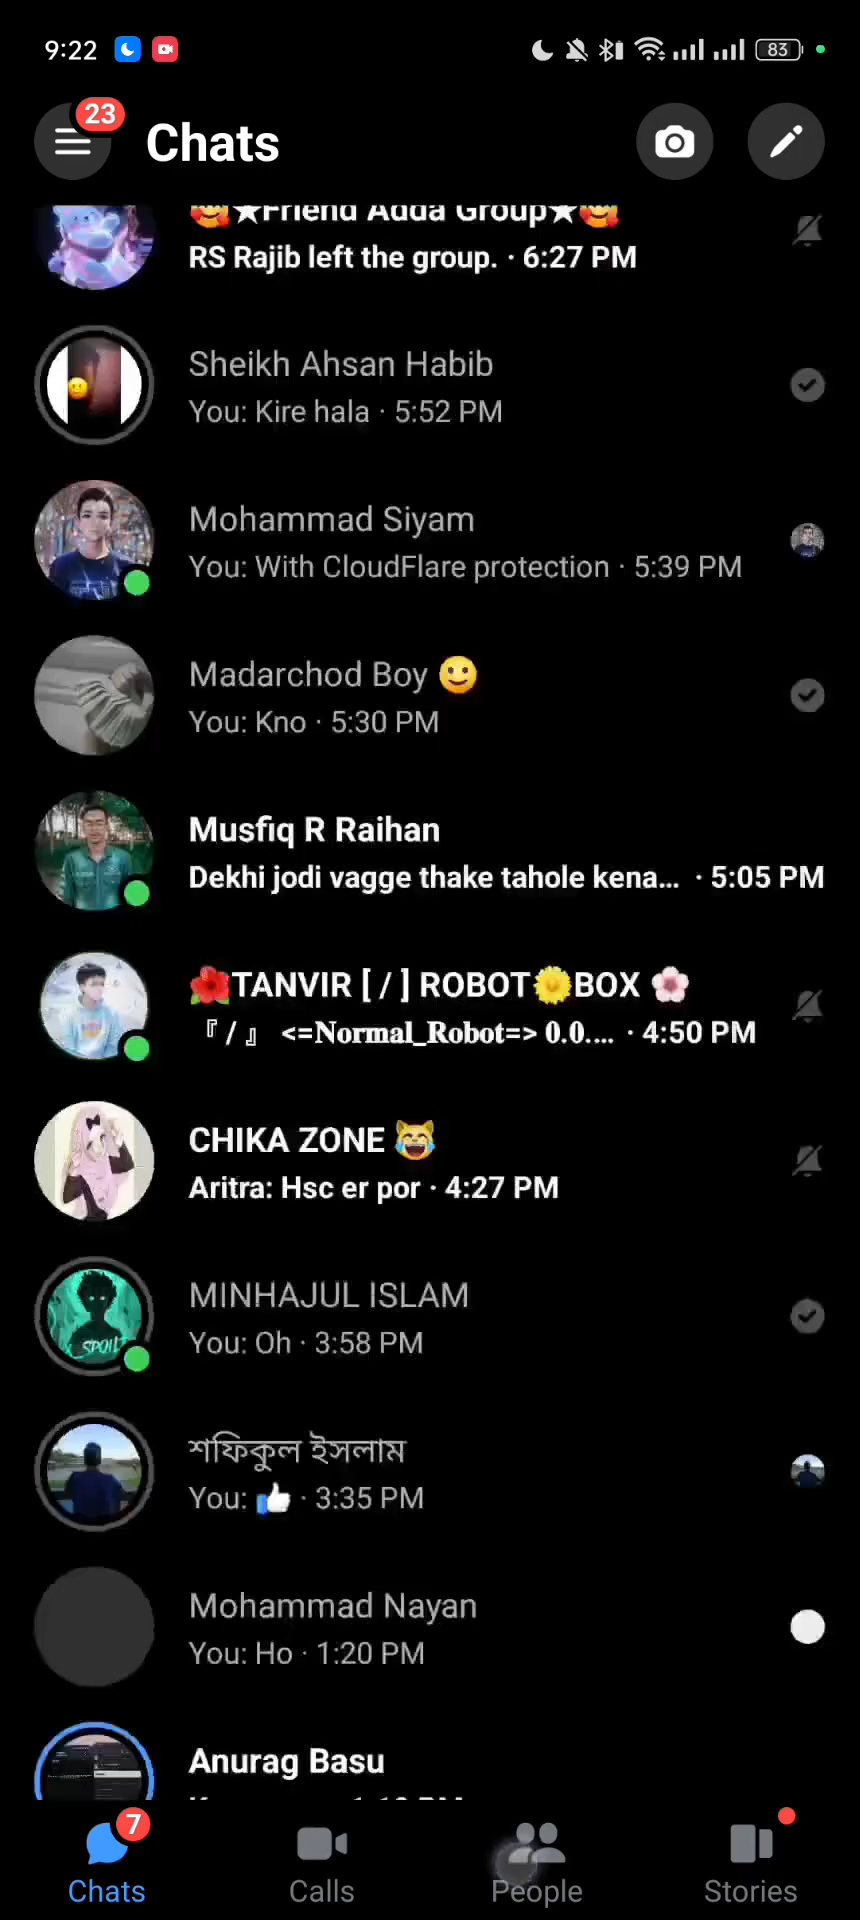 9:22
83
23
Chats
🥰★Friend Adda Group★🥰
RS Rajib left the group. · 6:27 PM
Sheikh Ahsan Habib
You: Kire hala · 5:52 PM
Mohammad Siyam
You: With CloudFlare protection · 5:39 PM
Madarchod Boy 🙂
You: Kno · 5:30 PM
Musfiq R Raihan
Dekhi jodi vagge thake tahole kena... · 5:05 PM
🌺TANVIR [ / ] ROBOT🌼BOX 🌸
『 / 』 <=𝐍𝐨𝐫𝐦𝐚𝐥_𝐑𝐨𝐛𝐨𝐭=> 𝟎.𝟎.... · 4:50 PM
CHIKA ZONE 😹
Aritra: Hsc er por · 4:27 PM
MINHAJUL ISLAM
SPOILT
You: Oh · 3:58 PM
শফিকুল ইসলাম
You: 👍 · 3:35 PM
Mohammad Nayan
You: Ho · 1:20 PM
Anurag Basu
7
Chats
Calls
People
Stories